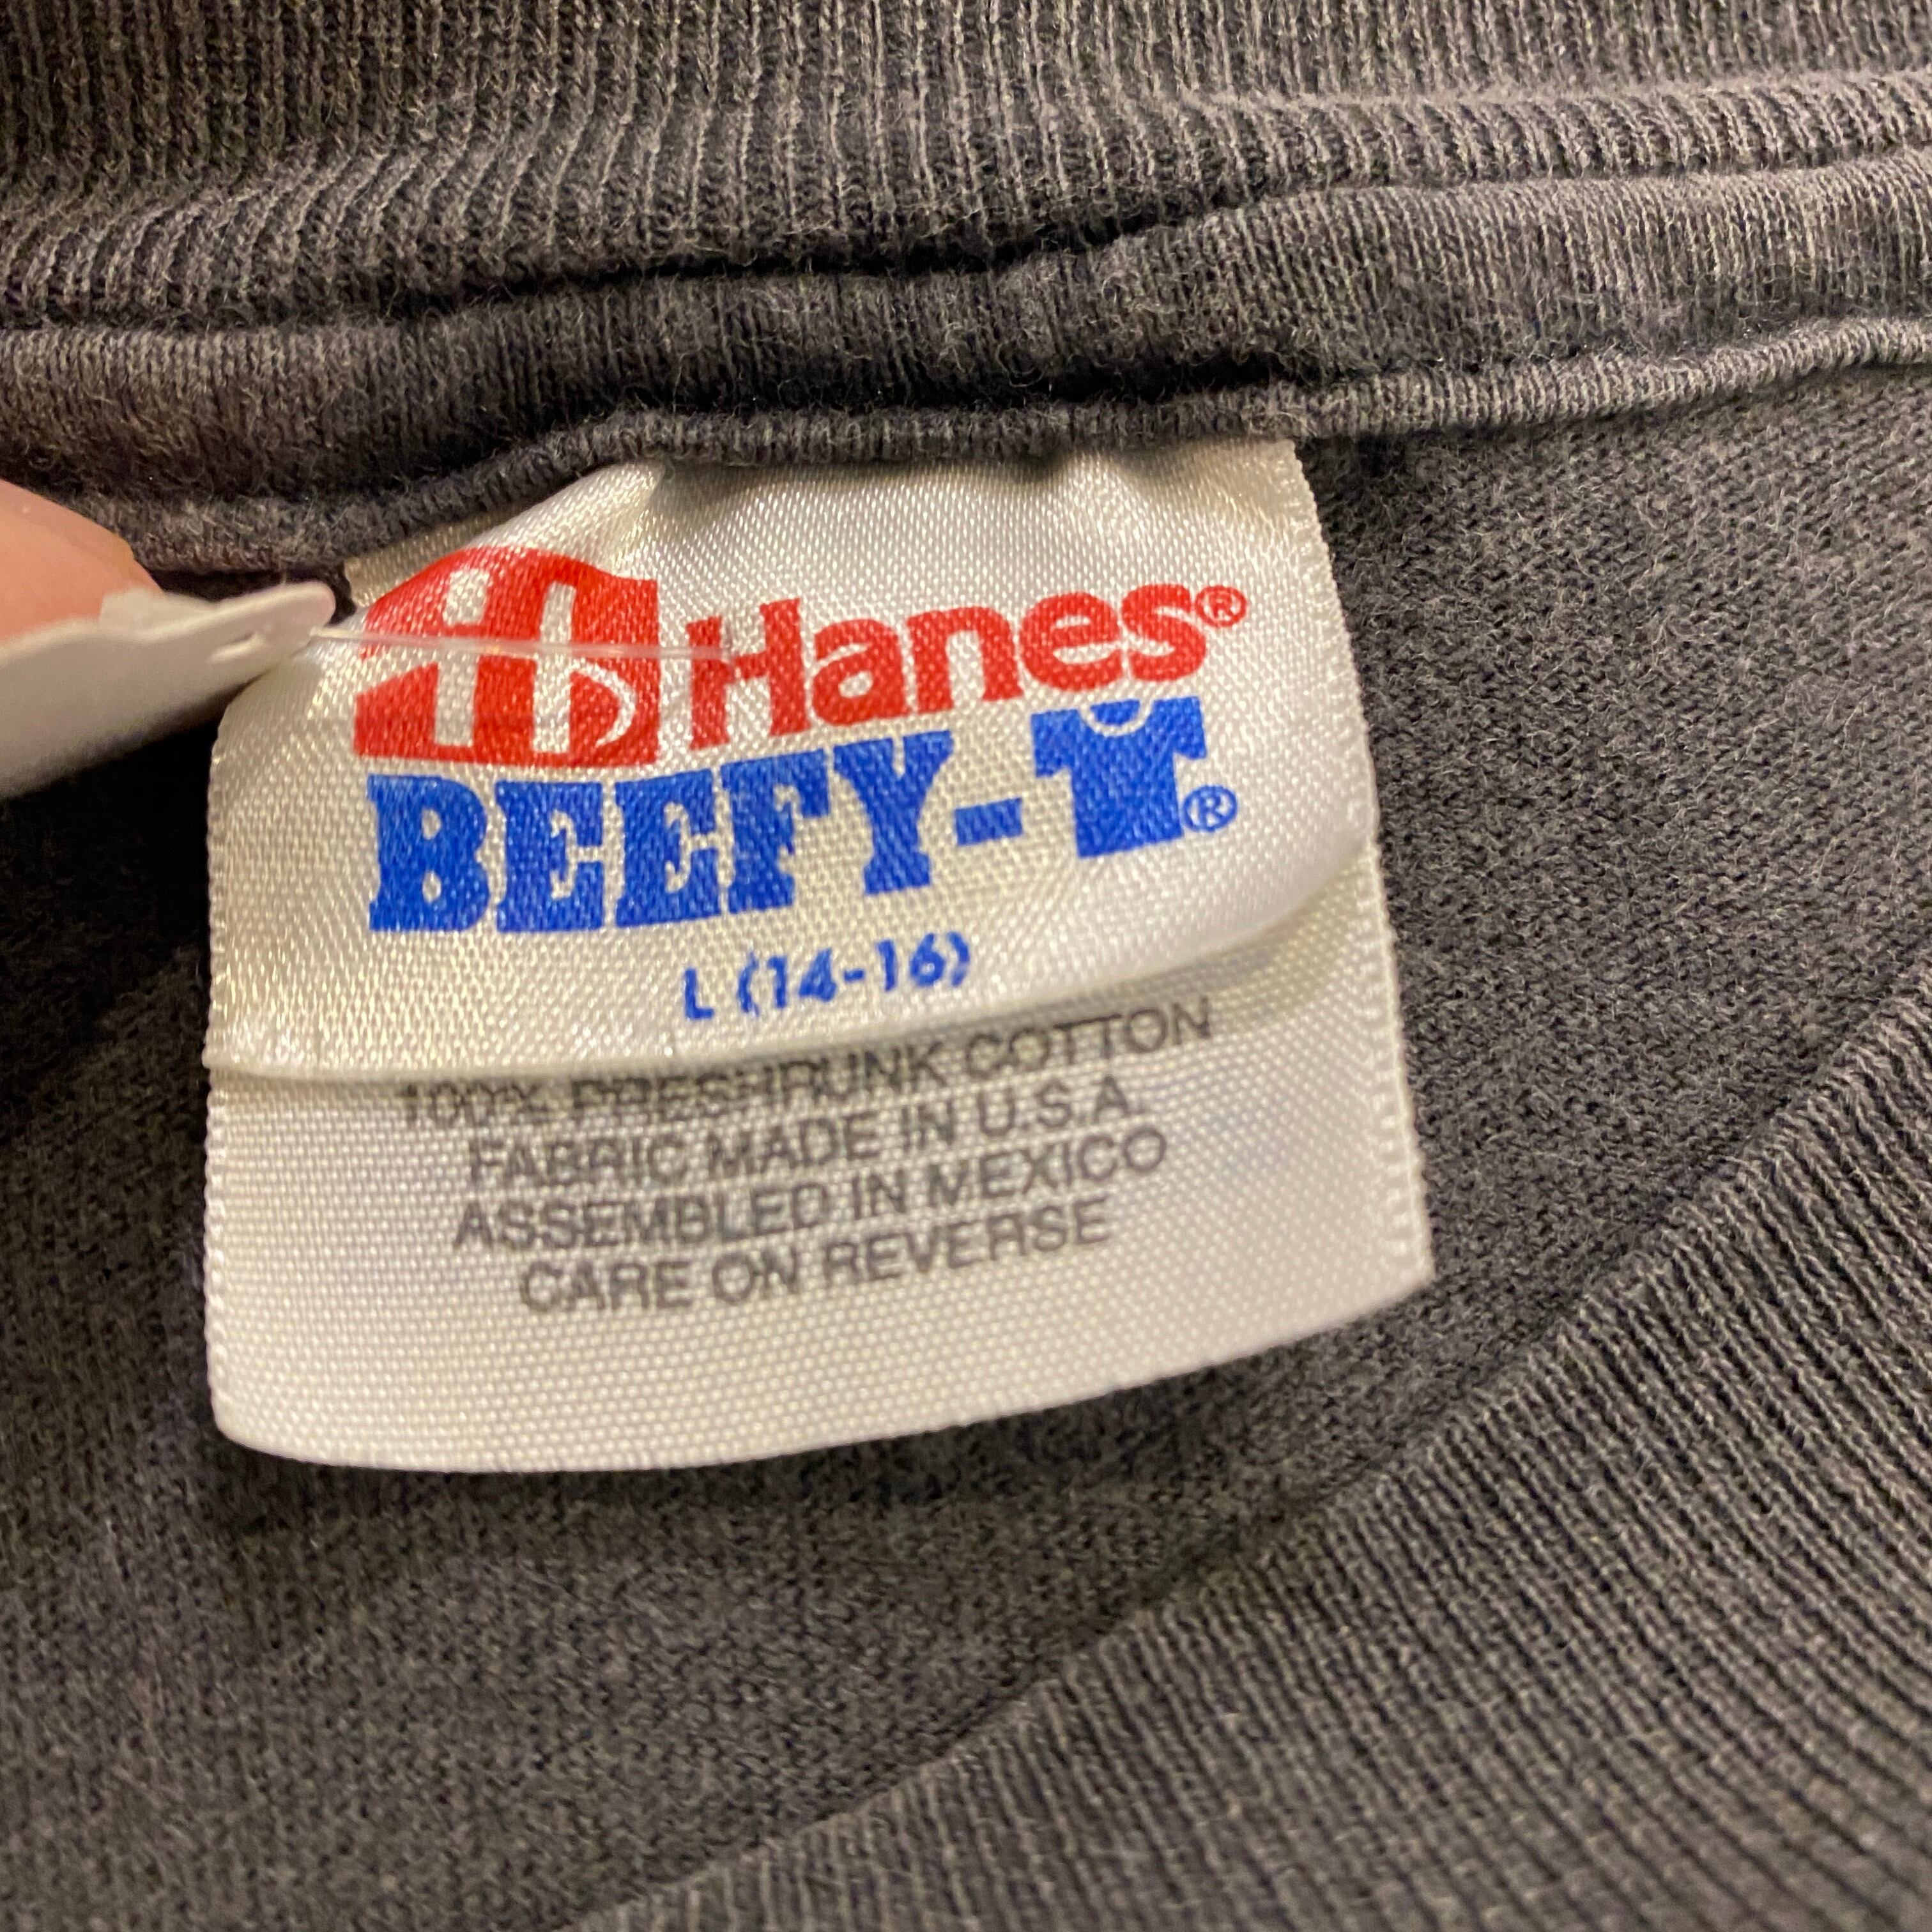 Hanes®
BEEFY-T®
L (14-16)
100% PRESHRUNK COTTON
FABRIC MADE IN U.S.A.
ASSEMBLED IN MEXICO
CARE ON REVERSE